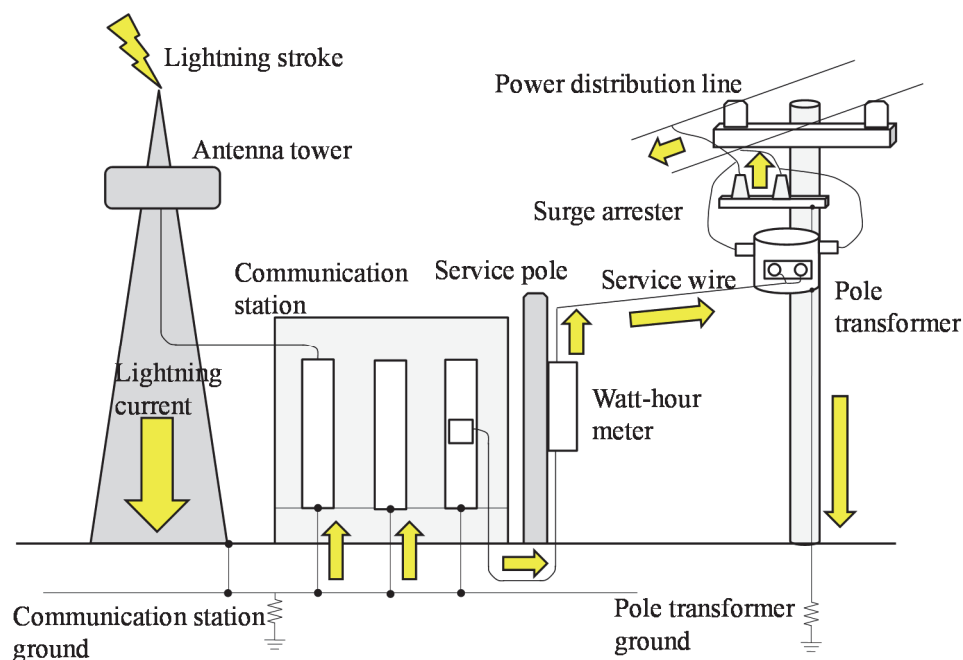 Lightning stroke
Power distribution line
Antenna tower
Surge arrester
Communication
station
Service pole
Service wire
Pole
transformer
Lightning
current
Watt-hour
meter
Communication station
ground
Pole transformer
ground